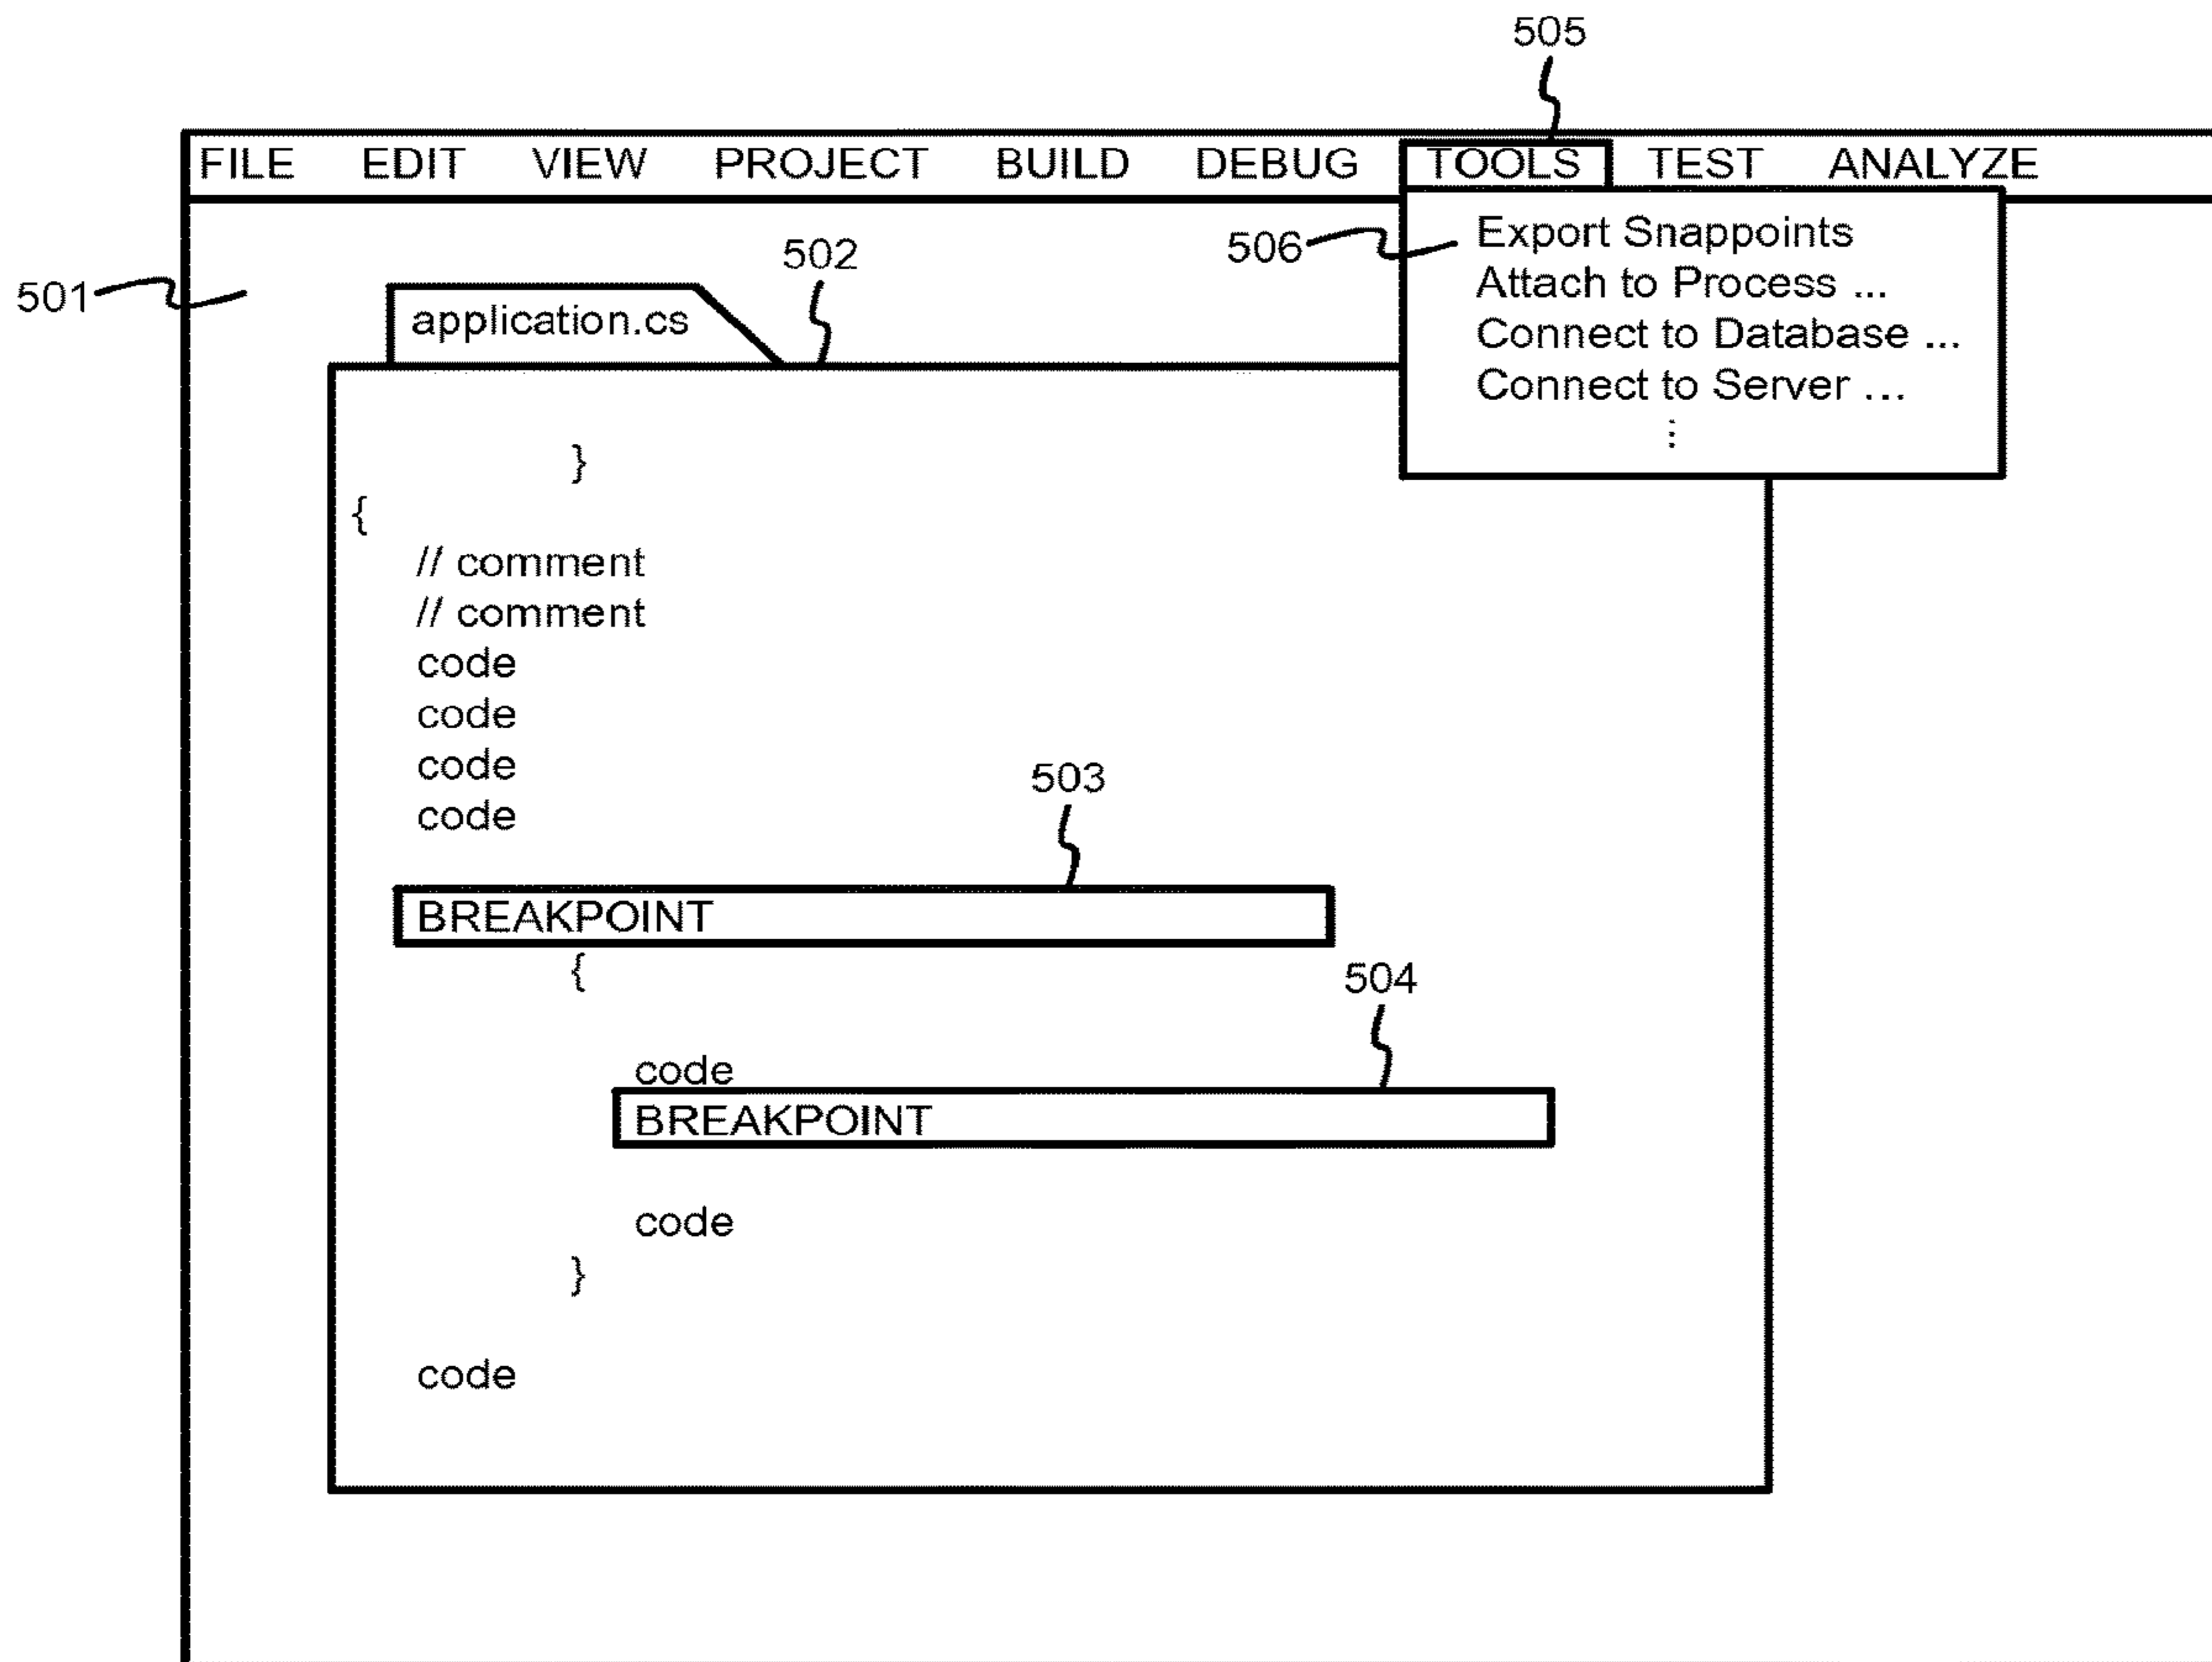 505
FILE EDIT VIEW PROJECT BUILD DEBUG TOOLS TEST ANALYZE
506 Export Snappoints
Attach to Process ...
Connect to Database ...
Connect to Server ...
⋮
501
502
application.cs
}
{
// comment
// comment
code
code
code
code
503
BREAKPOINT
{
504
code
BREAKPOINT
code
}
code